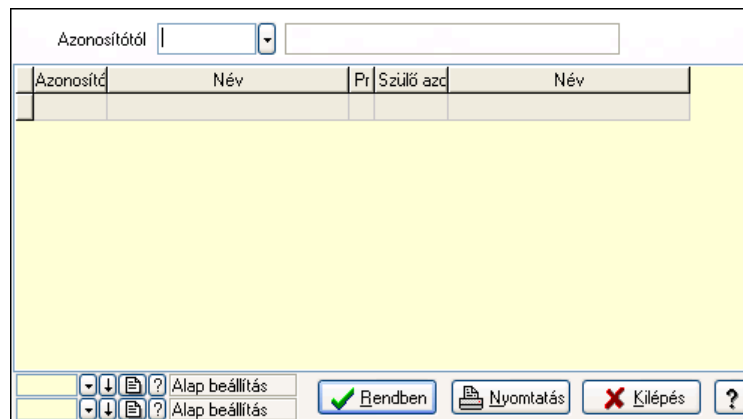 Azonosítótól
Azonosító Név Pr Szülő azo Név
? Alap beállítás
? Alap beállítás
Rendben Nyomtatás Kilépés ?